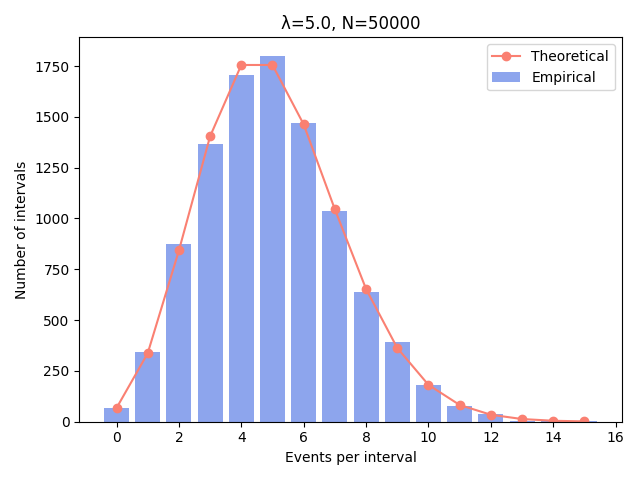 λ=5.0, N=50000
Theoretical
Empirical
Number of intervals
1750
1500
1250
1000
750
500
250
0
0 2 4 6 8 10 12 14 16
Events per interval